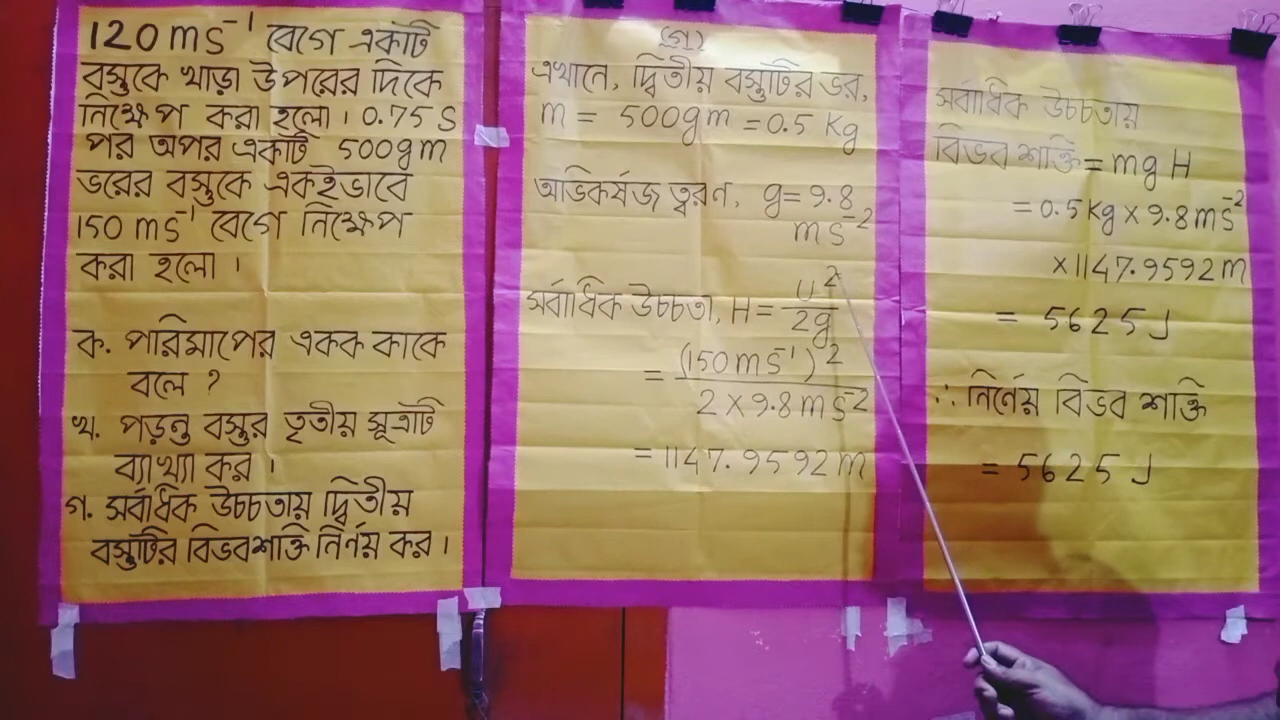 120 ms⁻¹ বেগে একটি
বস্তুকে খাড়া উপরের দিকে
নিক্ষেপ করা হলো। 0.75 S
পর অপর একটি 500gm
ভরের বস্তুকে একইভাবে
150 ms⁻¹ বেগে নিক্ষেপ
করা হলো।
ক. পরিমাপের একক কাকে
বলে ?
খ. পড়ন্ত বস্তুর তৃতীয় সূত্রটি
ব্যাখ্যা কর।
গ. সর্বাধিক উচ্চতায় দ্বিতীয়
বস্তুটির বিভবশক্তি নির্ণয় কর।
(গ)
এখানে, দ্বিতীয় বস্তুটির ভর,
m = 500gm = 0.5 Kg
অভিকর্ষজ ত্বরণ, g = 9.8
ms⁻²
সর্বাধিক উচ্চতা, H = u²/2g
= (150 ms⁻¹)²/2 × 9.8 ms⁻²
= 1147.9592 m
সর্বাধিক উচ্চতায়
বিভব শক্তি = mg H
= 0.5 Kg × 9.8 ms⁻²
× 1147.9592 m
= 5625 J
∴ নির্ণেয় বিভব শক্তি
= 5625 J